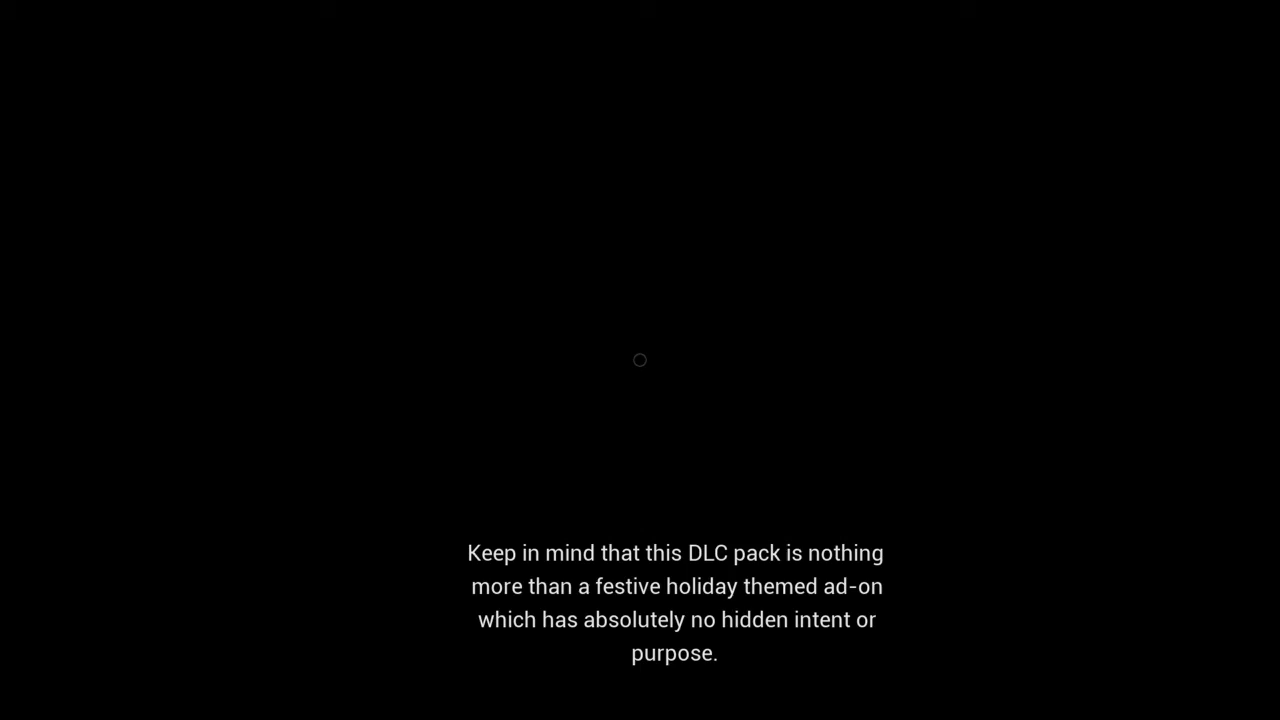 Keep in mind that this DLC pack is nothing
more than a festive holiday themed ad-on
which has absolutely no hidden intent or
purpose.